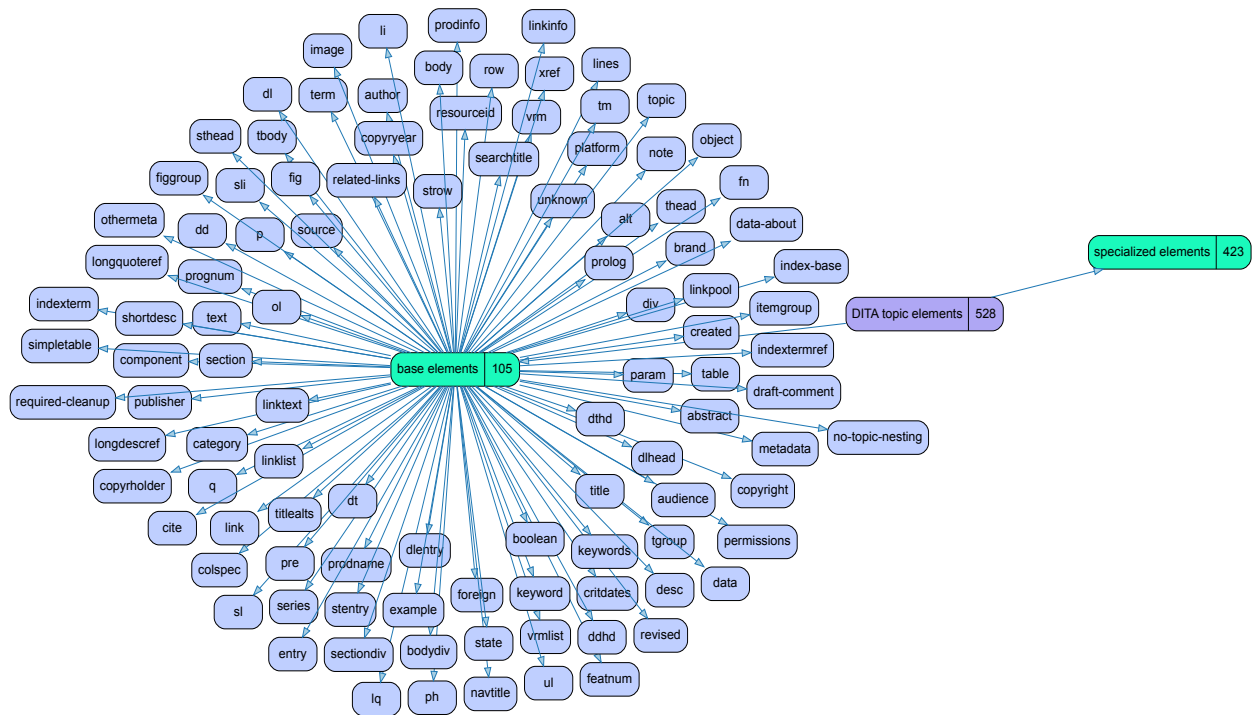 li
prodinfo
linkinfo
image
body
row
xref
lines
dl
term
author
resourceid
vrm
tm
topic
sthead
tbody
copyryear
searchtitle
platform
note
object
figgroup
sli
fig
related-links
strow
unknown
fn
othermeta
dd
p
source
alt
thead
data-about
longquoteref
prognum
prolog
brand
index-base
specialized elements 423
indexterm
shortdesc
text
ol
div
linkpool
itemgroup
DITA topic elements 528
simpletable
component
section
created
indextermref
base elements 105
param
table
draft-comment
required-cleanup
publisher
linktext
dthd
abstract
no-topic-nesting
longdescref
category
linklist
dlhead
metadata
copyrholder
q
titlealts
dt
title
audience
copyright
cite
link
colspec
pre
prodname
dlentry
boolean
keywords
tgroup
permissions
sl
series
stentry
example
foreign
keyword
critdates
desc
data
entry
sectiondiv
bodydiv
state
vrmlist
ddhd
revised
lq
ph
navtitle
ul
featnum